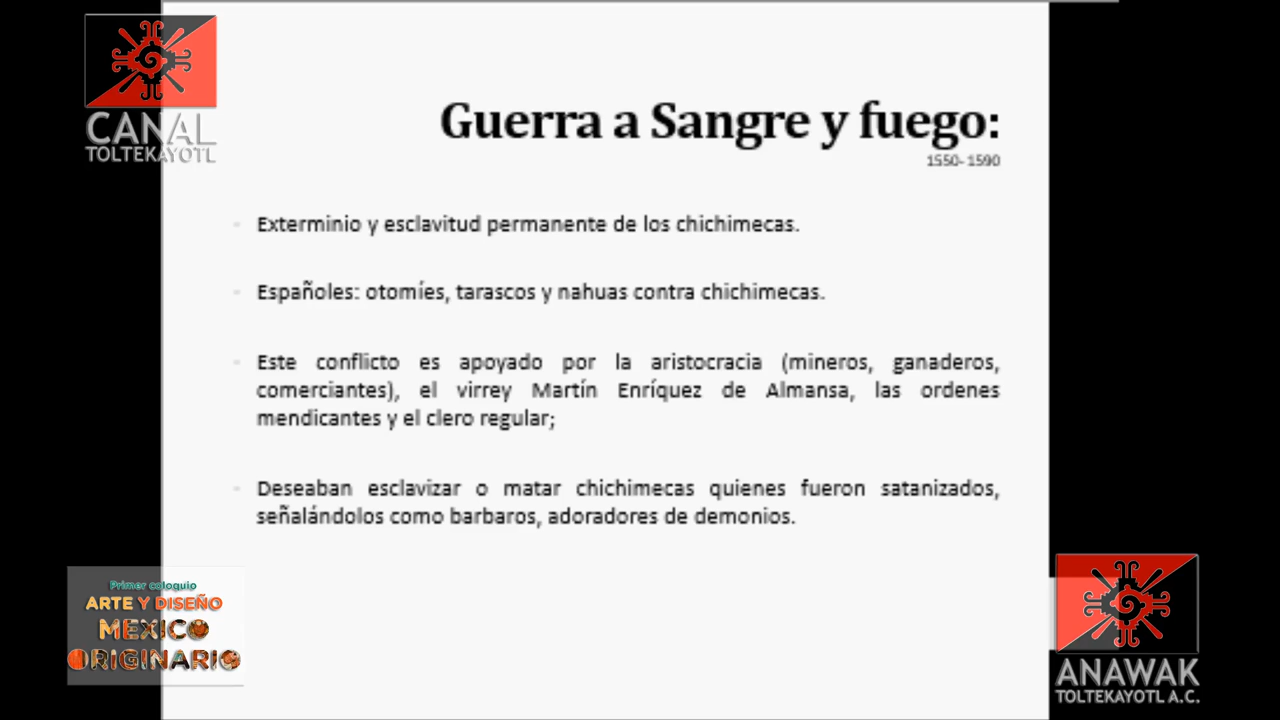 CANAL
TOLTEKAYOTL
Guerra a Sangre y fuego:
1550- 1590
- Exterminio y esclavitud permanente de los chichimecas.
- Españoles: otomíes, tarascos y nahuas contra chichimecas.
- Este conflicto es apoyado por la aristocracia (mineros, ganaderos,
comerciantes), el virrey Martín Enríquez de Almansa, las ordenes
mendicantes y el clero regular;
- Deseaban esclavizar o matar chichimecas quienes fueron satanizados,
señalándolos como barbaros, adoradores de demonios.
Primer coloquio
ARTE Y DISEÑO
MEXICO
ORIGINARIO
ANAWAK
TOLTEKAYOTL A.C.